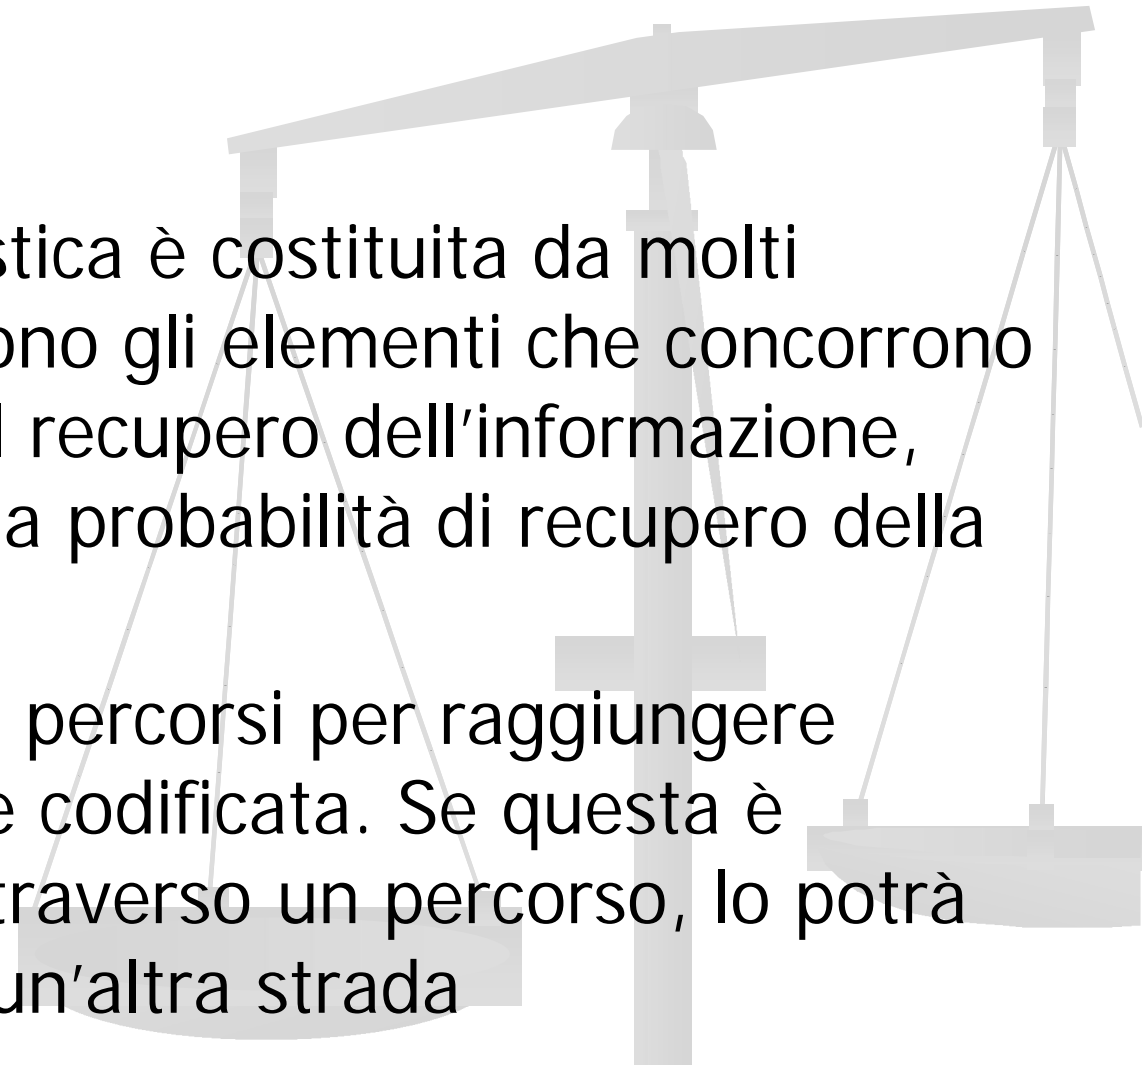 stica è costituita da molti
ono gli elementi che concorrono
l recupero dell'informazione,
a probabilità di recupero della
percorsi per raggiungere
e codificata. Se questa è
traverso un percorso, lo potrà
un'altra strada